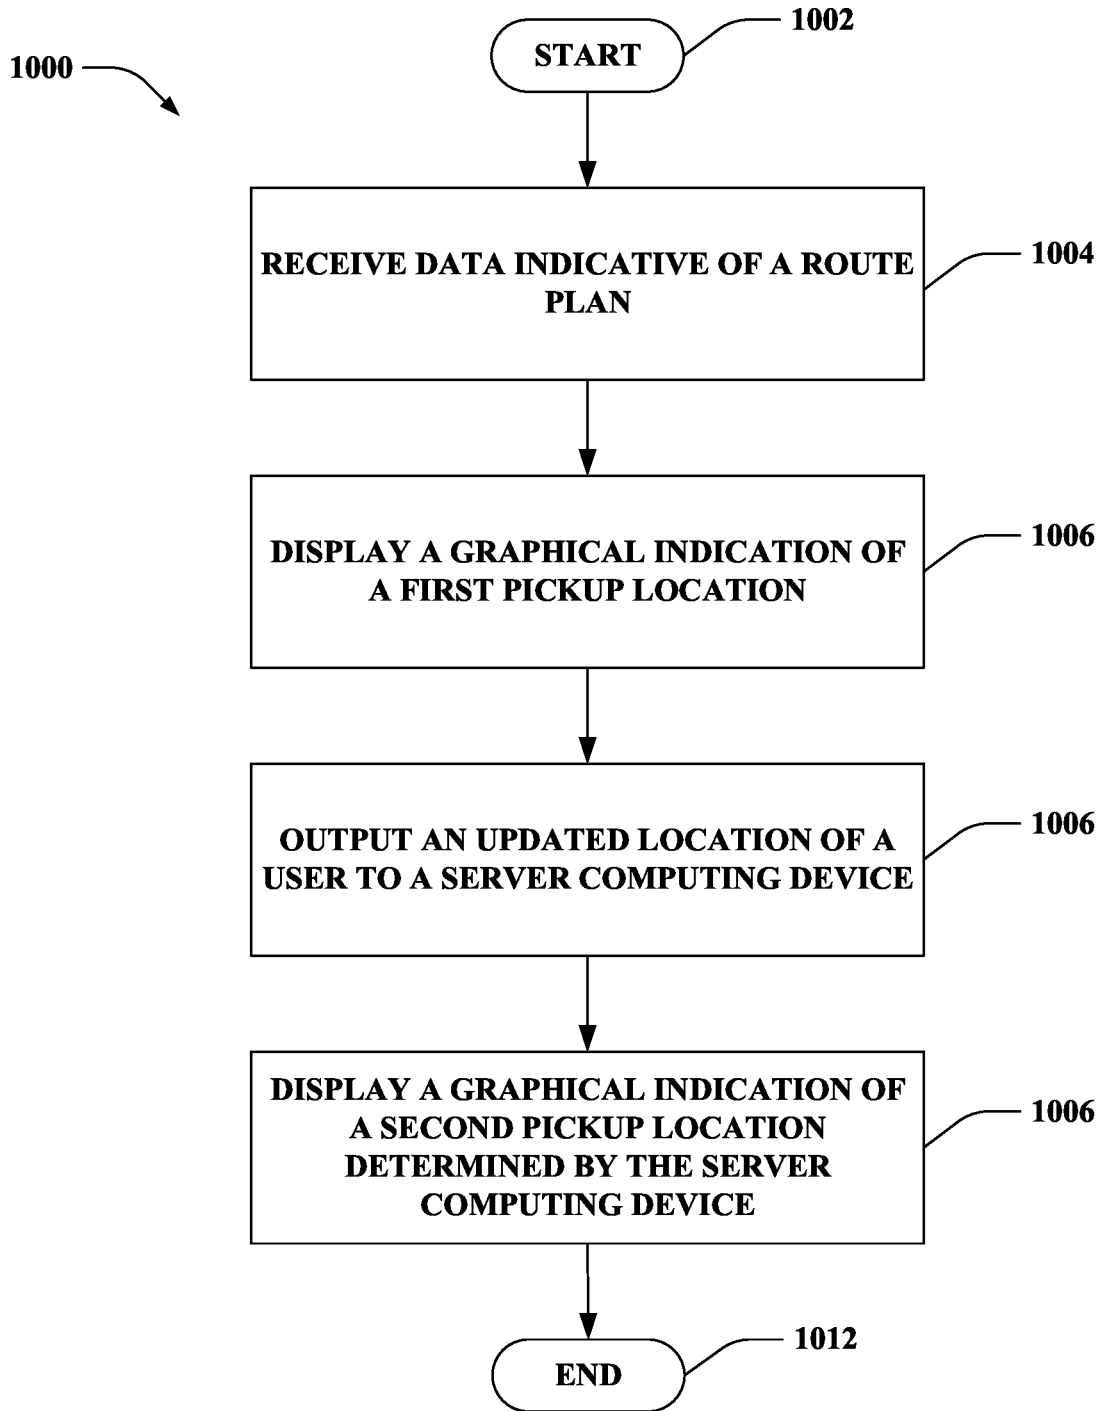 1000
START
1002
RECEIVE DATA INDICATIVE OF A ROUTE
PLAN
1004
DISPLAY A GRAPHICAL INDICATION OF
A FIRST PICKUP LOCATION
1006
OUTPUT AN UPDATED LOCATION OF A
USER TO A SERVER COMPUTING DEVICE
1006
DISPLAY A GRAPHICAL INDICATION OF
A SECOND PICKUP LOCATION
DETERMINED BY THE SERVER
COMPUTING DEVICE
1006
END
1012